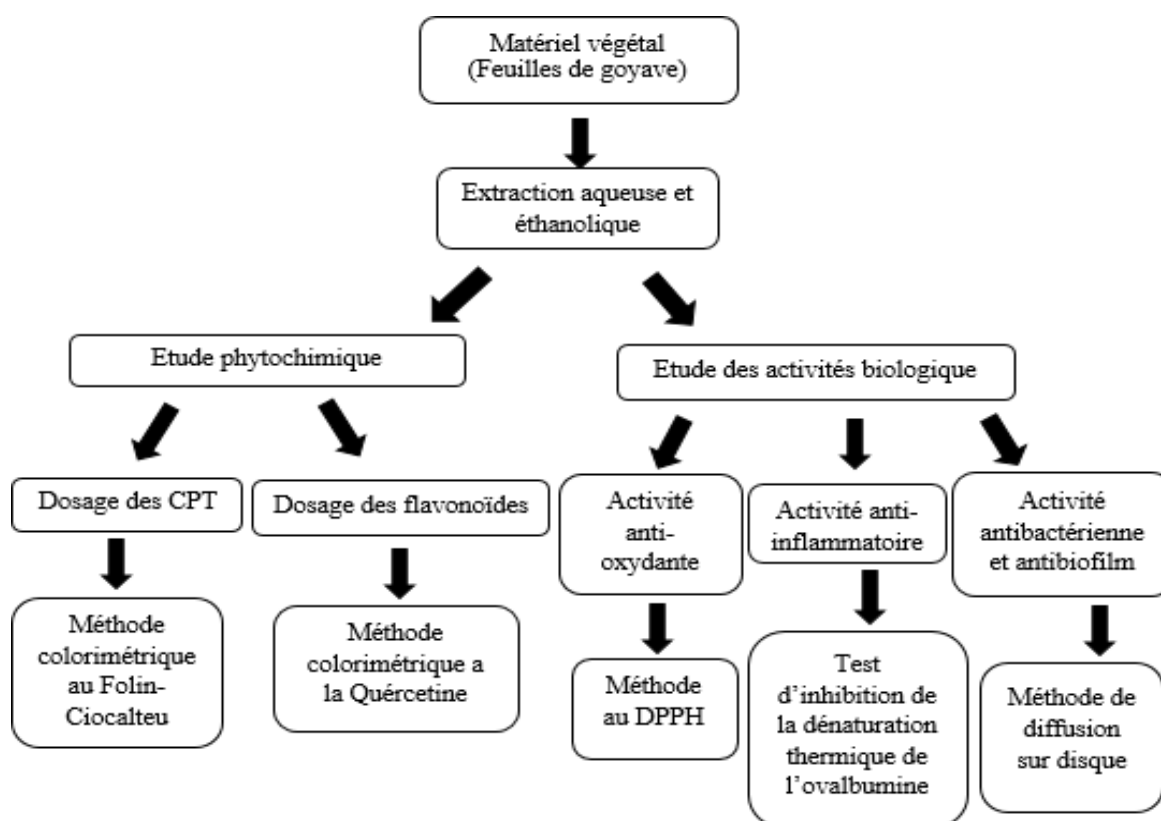 Matériel végétal
(Feuilles de goyave)
Extraction aqueuse et
éthanolique
Etude phytochimique
Etude des activités biologique
Dosage des CPT
Dosage des flavonoïdes
Activité
anti-
oxydante
Activité anti-
inflammatoire
Activité
antibactérienne
et antibiofilm
Méthode
colorimétrique
au Folin-
Ciocalteu
Méthode
colorimétrique a
la Quércetine
Méthode
au DPPH
Test
d’inhibition de
la dénaturation
thermique de
l’ovalbumine
Méthode de
diffusion
sur disque